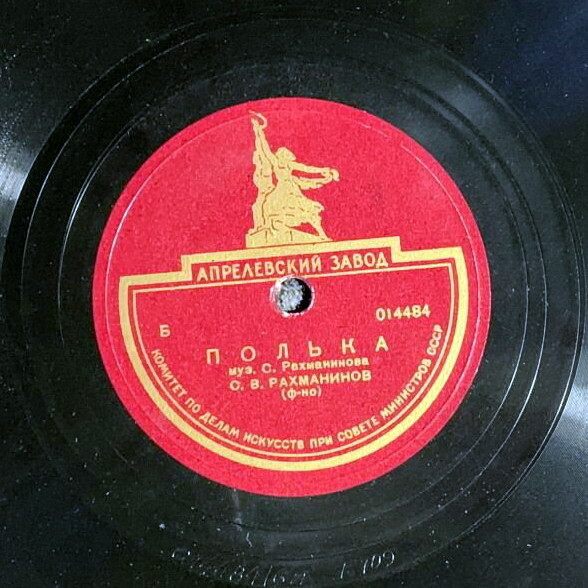 АПРЕЛЕВСКИЙ ЗАВОД
Б 014484
ПОЛЬКА
муз. С. Рахманинова
С. В. РАХМАНИНОВ
(ф-но)
КОМИТЕТ ПО ДЕЛАМ ИСКУССТВ ПРИ СОВЕТЕ МИНИСТРОВ СССР